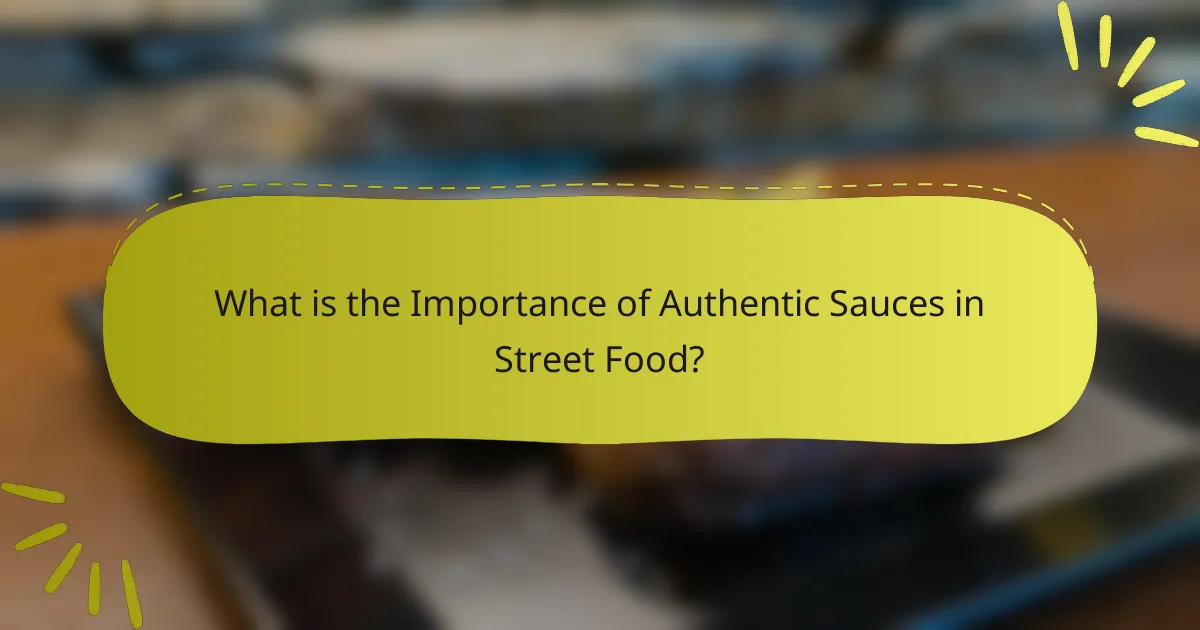 What is the Importance of Authentic Sauces in
Street Food?